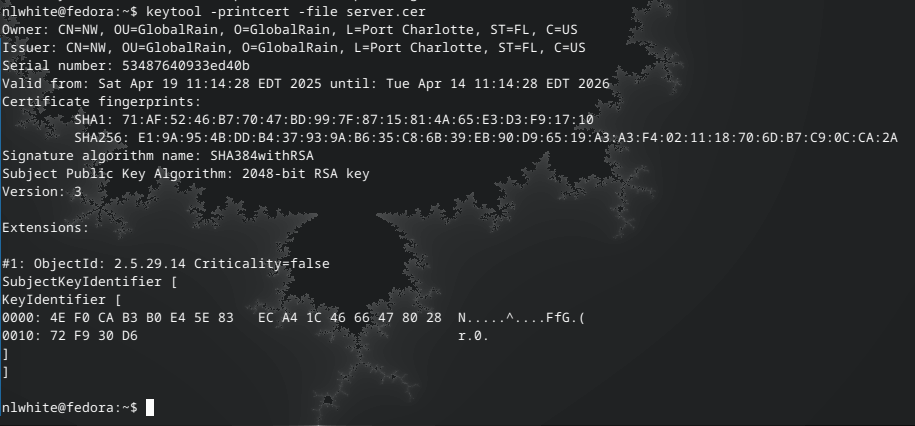 nlwhite@fedora:~$ keytool -printcert -file server.cer
Owner: CN=NW, OU=GlobalRain, O=GlobalRain, L=Port Charlotte, ST=FL, C=US
Issuer: CN=NW, OU=GlobalRain, O=GlobalRain, L=Port Charlotte, ST=FL, C=US
Serial number: 53487640933ed40b
Valid from: Sat Apr 19 11:14:28 EDT 2025 until: Tue Apr 14 11:14:28 EDT 2026
Certificate fingerprints:
         SHA1: 71:AF:52:46:B7:70:47:BD:99:7F:87:15:81:4A:65:E3:D3:F9:17:10
         SHA256: E1:9A:95:4B:DD:B4:37:93:9A:B6:35:C8:6B:39:EB:90:D9:65:19:A3:A3:F4:02:11:18:70:6D:B7:C9:0C:CA:2A
Signature algorithm name: SHA384withRSA
Subject Public Key Algorithm: 2048-bit RSA key
Version: 3

Extensions:

#1: ObjectId: 2.5.29.14 Criticality=false
SubjectKeyIdentifier [
KeyIdentifier [
0000: 4E F0 CA B3 B0 E4 5E 83   EC A4 1C 46 66 47 80 28  N.....^....FfG.(
0010: 72 F9 30 D6                                        r.0.
]
]

nlwhite@fedora:~$